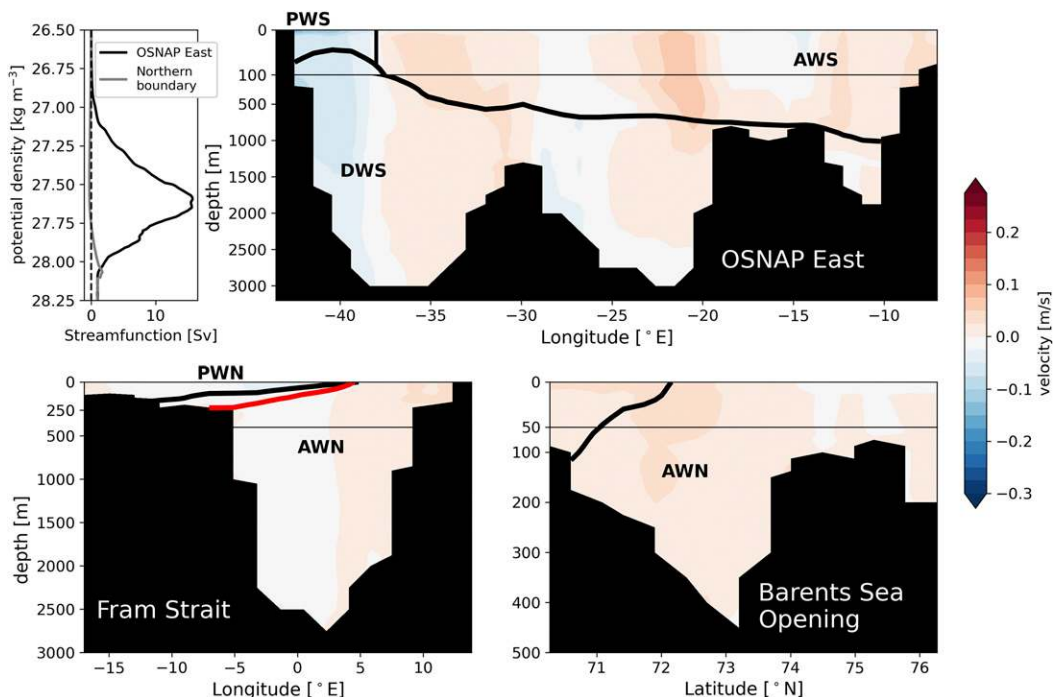 26.50
26.75
27.00
27.25
27.50
27.75
28.00
28.25
potential density [kg m⁻³]
OSNAP East
Northern
boundary
0
10
Streamfunction [Sv]
PWS
AWS
DWS
OSNAP East
0
100
500
1000
1500
2000
3000
depth [m]
−40
−35
−30
−25
−20
−15
−10
Longitude [°E]
0.2
0.1
0.0
−0.1
−0.2
−0.3
velocity [m/s]
PWN
AWN
Fram Strait
0
250
400
500
1000
1500
2000
2500
3000
depth [m]
−15
−10
−5
0
5
10
Longitude [°E]
AWN
Barents Sea
Opening
0
50
100
200
300
400
500
71
72
73
74
75
76
Latitude [°N]